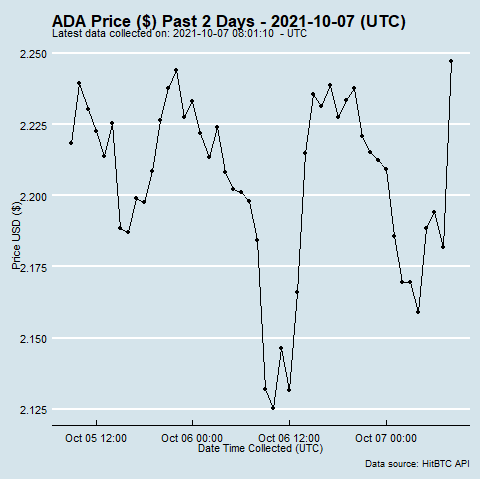 ADA Price ($) Past 2 Days - 2021-10-07 (UTC)
Latest data collected on: 2021-10-07 08:01:10  - UTC
2.250
2.225
2.200
2.175
2.150
2.125
Price USD ($)
Oct 05 12:00 Oct 06 00:00 Oct 06 12:00 Oct 07 00:00
Date Time Collected (UTC)
Data source: HitBTC API